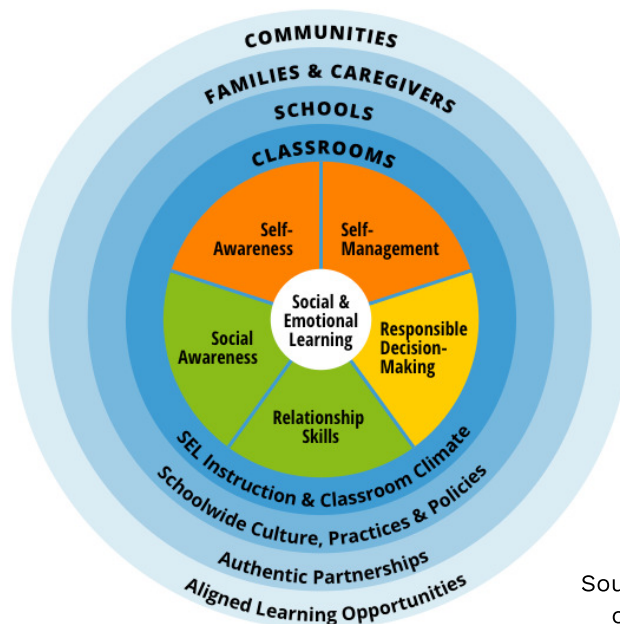 COMMUNITIES
FAMILIES & CAREGIVERS
SCHOOLS
CLASSROOMS
Self-
Awareness
Self-
Management
Social &
Emotional
Learning
Social
Awareness
Responsible
Decision-
Making
Relationship
Skills
SEL Instruction & Classroom Climate
Schoolwide Culture, Practices & Policies
Authentic Partnerships
Aligned Learning Opportunities
Sou